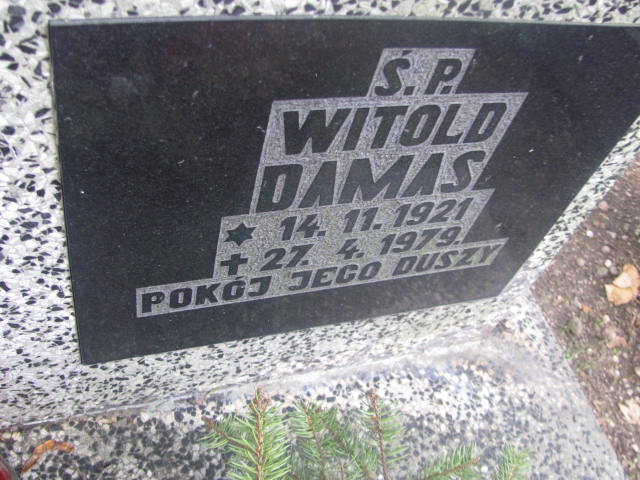 Ś. P.
WITOLD
DAMAS
★ 14. 11. 1921
✝ 27. 4. 1979.
POKÓJ JEGO DUSZY